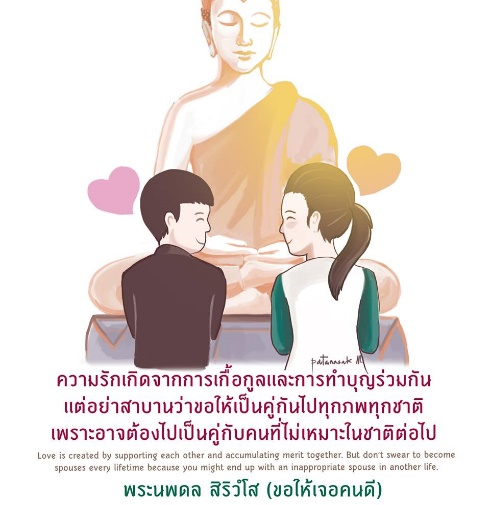 patannouk M.
ความรักเกิดจากการเกื้อกูลและการทำบุญร่วมกัน
แต่อย่าสาบานว่าขอให้เป็นคู่กันไปทุกภพทุกชาติ
เพราะอาจต้องไปเป็นคู่กับคนที่ไม่เหมาะในชาติต่อไป
Love is created by supporting each other and accumulating merit together. But don't swear to become
spouses every lifetime because you might end up with an inappropriate spouse in another life.
พระนพดล สิริวํโส (ขอให้เจอคนดี)